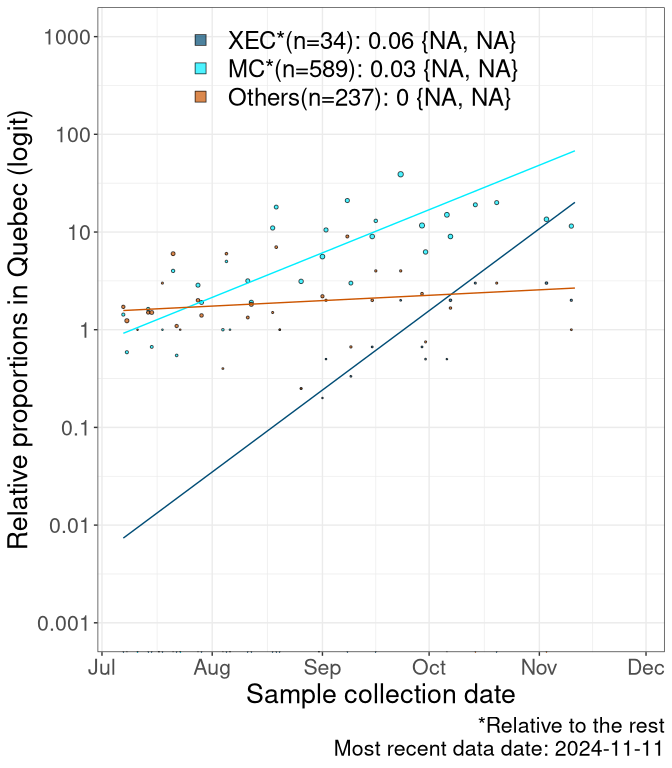 XEC*(n=34): 0.06 {NA, NA}
MC*(n=589): 0.03 {NA, NA}
Others(n=237): 0 {NA, NA}
Relative proportions in Quebec (logit)
1000
100
10
1
0.1
0.01
0.001
Jul Aug Sep Oct Nov Dec
Sample collection date
*Relative to the rest
Most recent data date: 2024-11-11